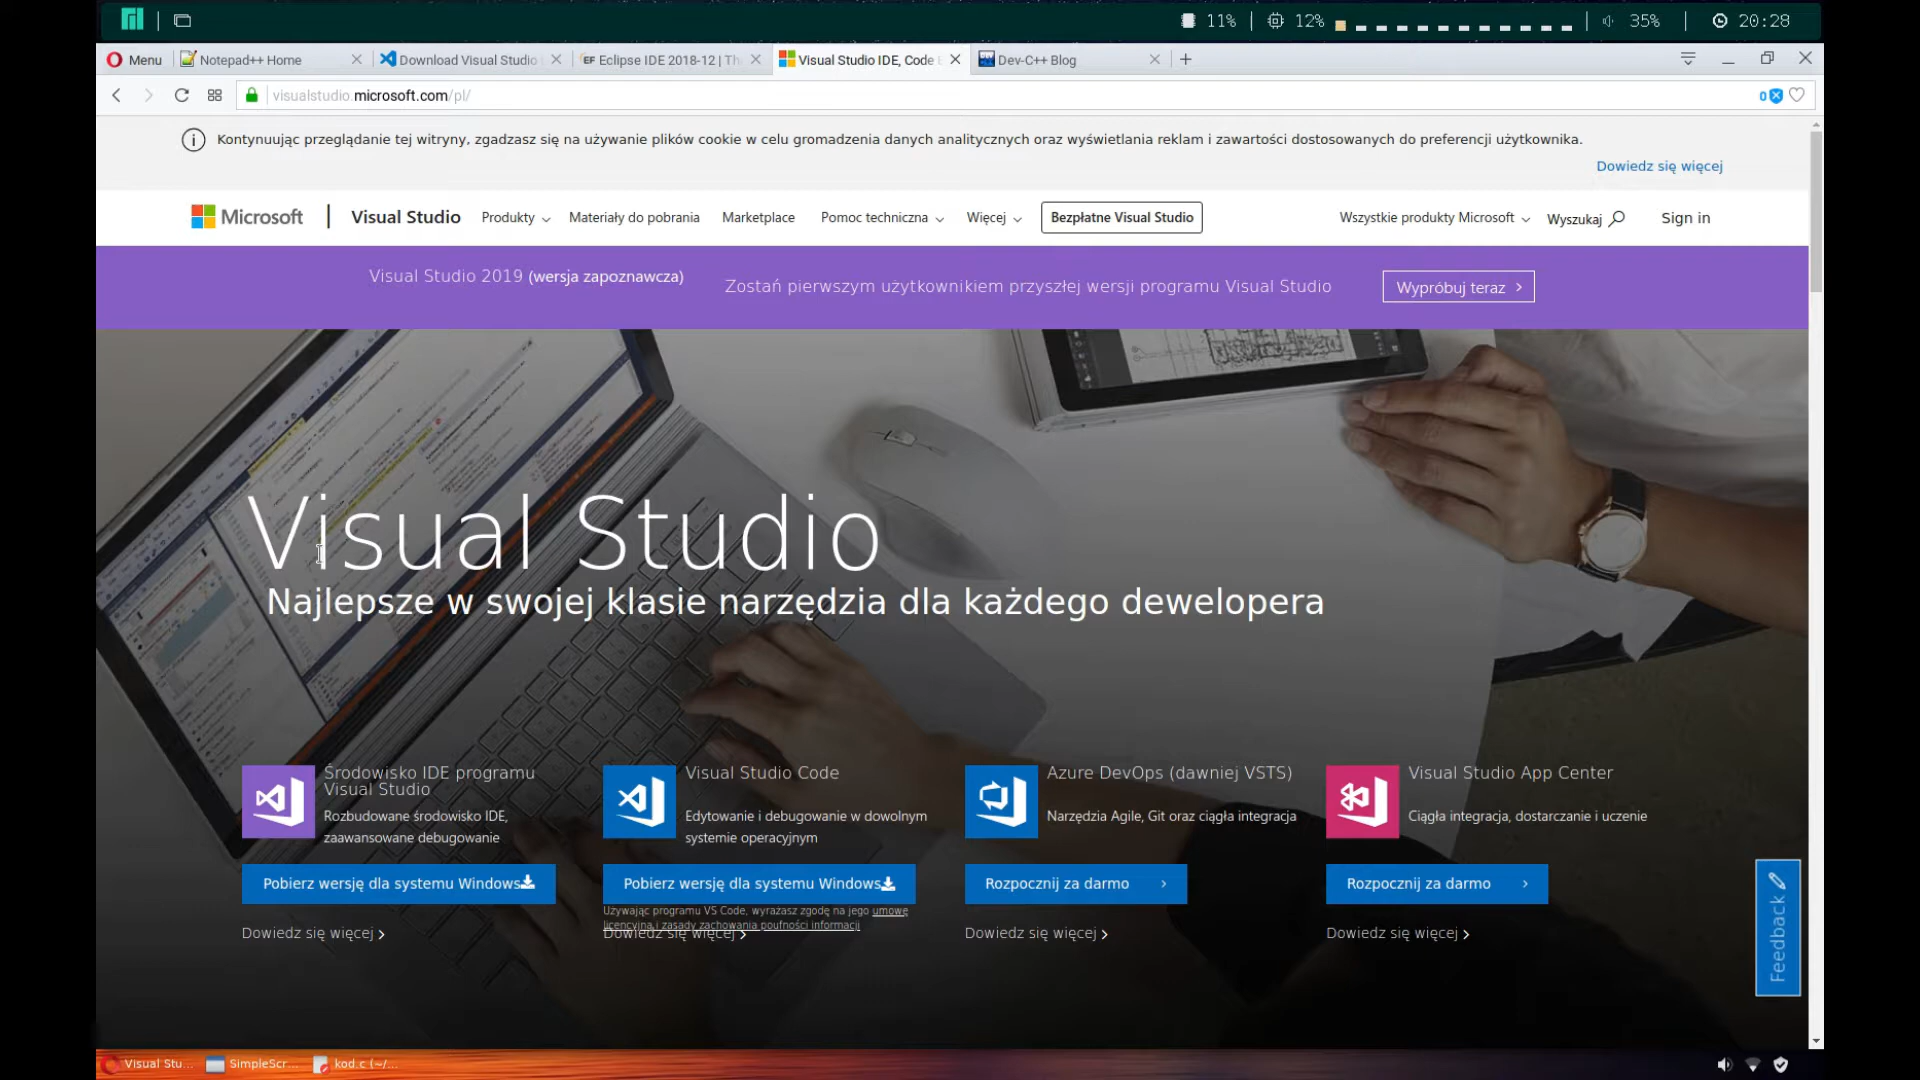 11% 12% 35% 20:28
Menu Notepad++ Home Download Visual Studio Eclipse IDE 2018-12 | Th Visual Studio IDE, Code E Dev-C++ Blog
visualstudio.microsoft.com/pl/ 0
Kontynuując przeglądanie tej witryny, zgadzasz się na używanie plików cookie w celu gromadzenia danych analitycznych oraz wyświetlania reklam i zawartości dostosowanych do preferencji użytkownika.
Dowiedz się więcej
Microsoft Visual Studio Produkty Materiały do pobrania Marketplace Pomoc techniczna Więcej Bezpłatne Visual Studio Wszystkie produkty Microsoft Wyszukaj Sign in
Visual Studio 2019 (wersja zapoznawcza) Zostań pierwszym użytkownikiem przyszłej wersji programu Visual Studio Wypróbuj teraz
Visual Studio
Najlepsze w swojej klasie narzędzia dla każdego dewelopera
Środowisko IDE programu
Visual Studio
Rozbudowane środowisko IDE,
zaawansowane debugowanie
Pobierz wersję dla systemu Windows
Dowiedz się więcej
Visual Studio Code
Edytowanie i debugowanie w dowolnym
systemie operacyjnym
Pobierz wersję dla systemu Windows
Używając programu VS Code, wyrażasz zgodę na jego umowę
licencyjną i zasady zachowania poufności informacji
Dowiedz się więcej
Azure DevOps (dawniej VSTS)
Narzędzia Agile, Git oraz ciągła integracja
Rozpocznij za darmo
Dowiedz się więcej
Visual Studio App Center
Ciągła integracja, dostarczanie i uczenie
Rozpocznij za darmo
Dowiedz się więcej
Feedback
Visual Stu... SimpleScr... kod.c (~/...